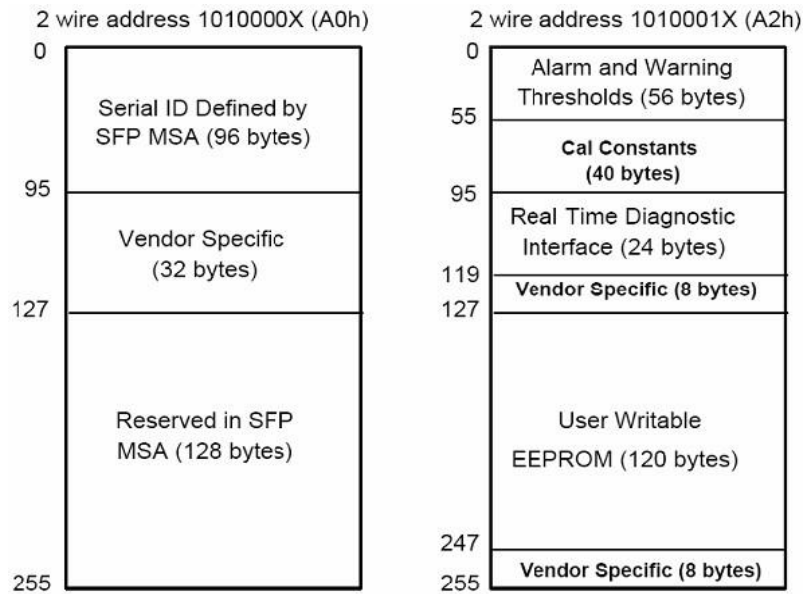 2 wire address 1010000X (A0h)
0
Serial ID Defined by
SFP MSA (96 bytes)
95
Vendor Specific
(32 bytes)
127
Reserved in SFP
MSA (128 bytes)
255
2 wire address 1010001X (A2h)
0
Alarm and Warning
Thresholds (56 bytes)
55
Cal Constants
(40 bytes)
95
Real Time Diagnostic
Interface (24 bytes)
119
Vendor Specific (8 bytes)
127
User Writable
EEPROM (120 bytes)
247
Vendor Specific (8 bytes)
255